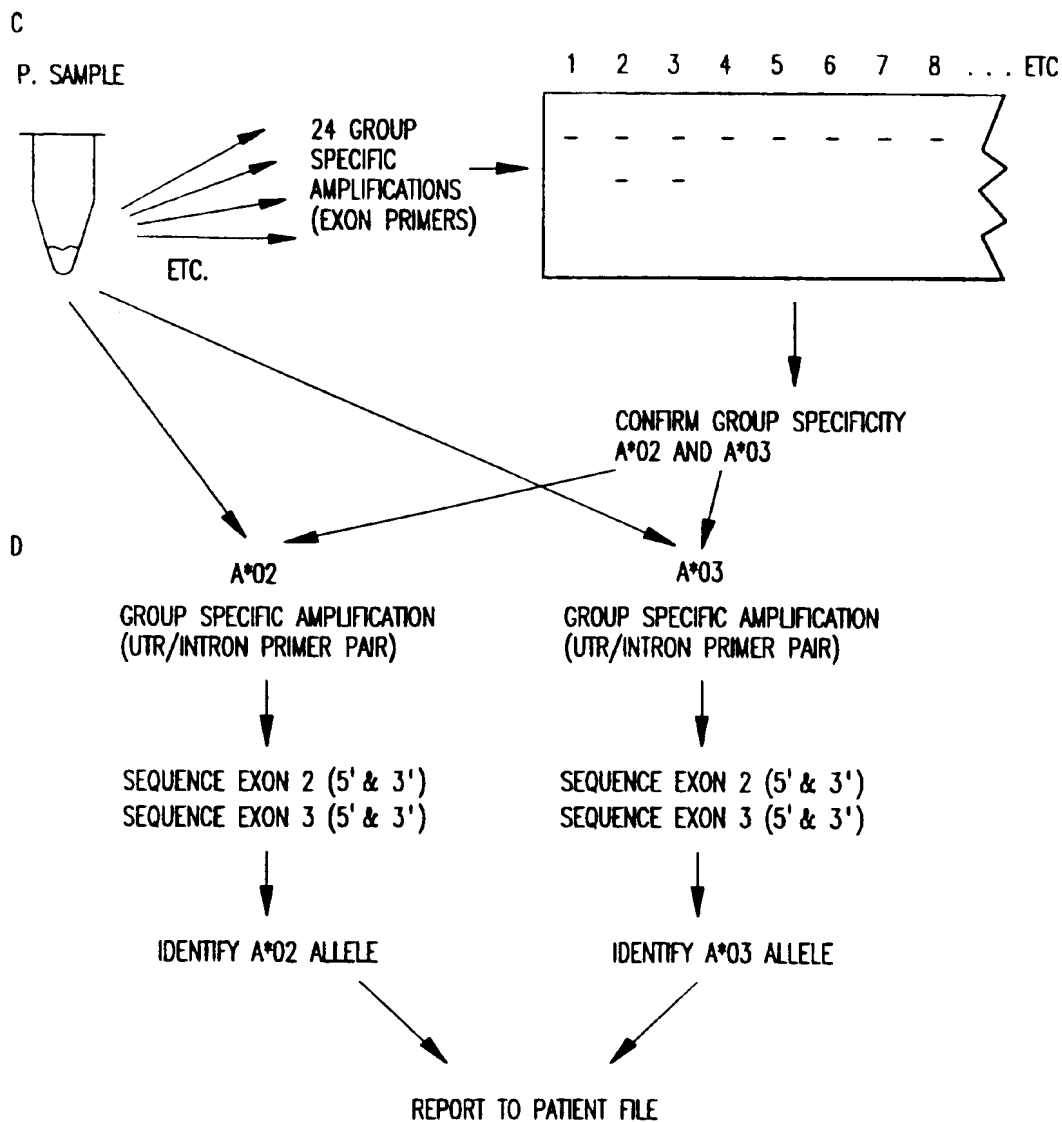 C
P. SAMPLE
1 2 3 4 5 6 7 8 . . . ETC
24 GROUP
SPECIFIC
AMPLIFICATIONS
(EXON PRIMERS)
ETC.
CONFIRM GROUP SPECIFICITY
A*02 AND A*03
D
A*02
GROUP SPECIFIC AMPLIFICATION
(UTR/INTRON PRIMER PAIR)
SEQUENCE EXON 2 (5' & 3')
SEQUENCE EXON 3 (5' & 3')
IDENTIFY A*02 ALLELE
A*03
GROUP SPECIFIC AMPLIFICATION
(UTR/INTRON PRIMER PAIR)
SEQUENCE EXON 2 (5' & 3')
SEQUENCE EXON 3 (5' & 3')
IDENTIFY A*03 ALLELE
REPORT TO PATIENT FILE